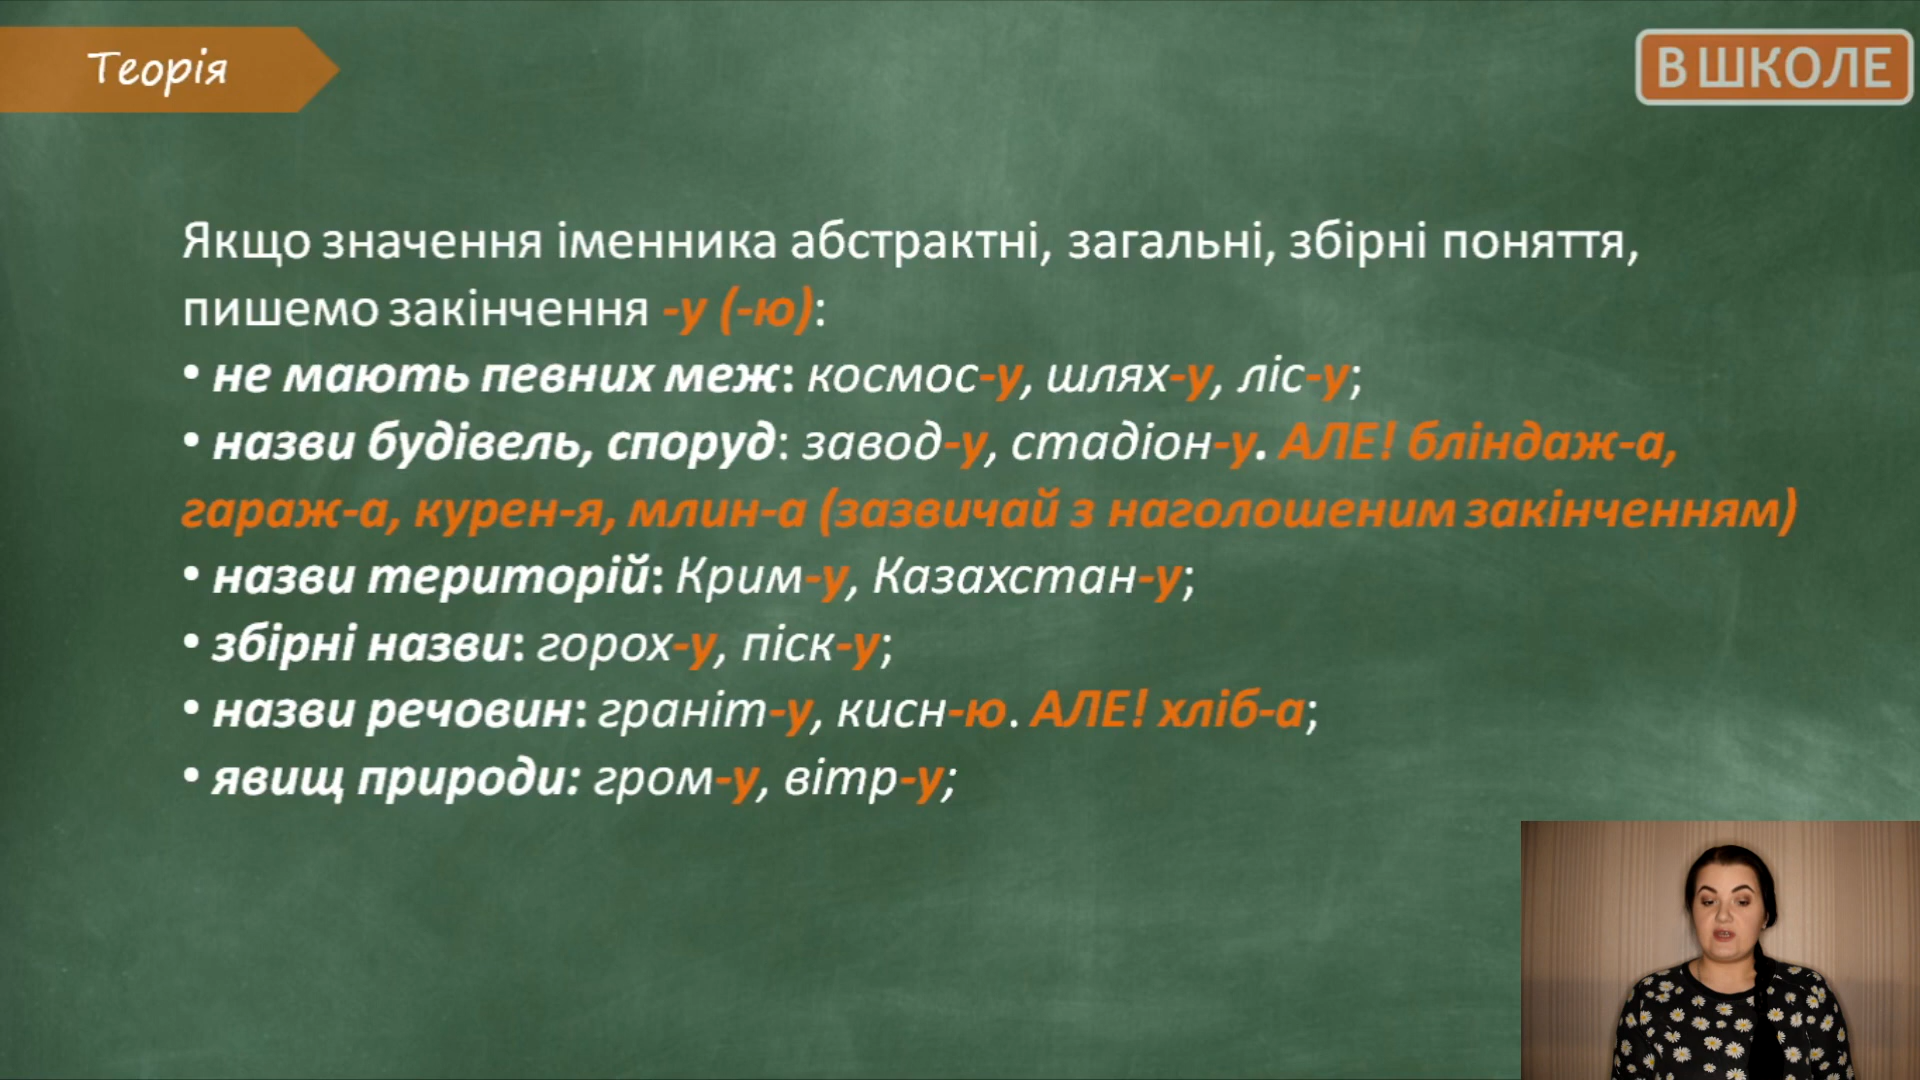 Теорія
В ШКОЛЕ
Якщо значення іменника абстрактні, загальні, збірні поняття,
пишемо закінчення -у (-ю):
• не мають певних меж: космос-у, шлях-у, ліс-у;
• назви будівель, споруд: завод-у, стадіон-у. АЛЕ! бліндаж-а,
гараж-а, курен-я, млин-а (зазвичай з наголошеним закінченням)
• назви територій: Крим-у, Казахстан-у;
• збірні назви: горох-у, піск-у;
• назви речовин: граніт-у, кисн-ю. АЛЕ! хліб-а;
• явищ природи: гром-у, вітр-у;